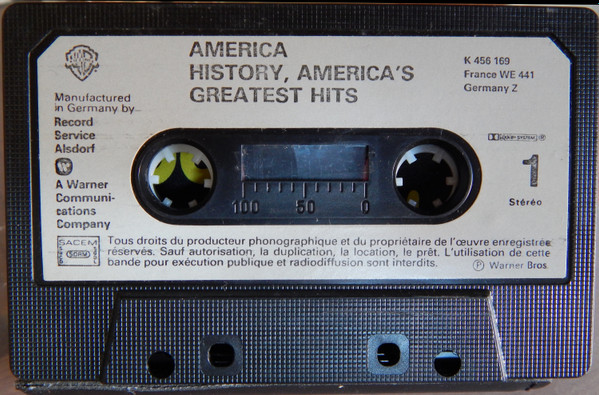 AMERICA
HISTORY, AMERICA'S
GREATEST HITS
K 456 169
France WE 441
Germany Z
Manufactured
in Germany by
Record
Service
Alsdorf
A Warner
Communi-
cations
Company
DOLBY SYSTEM
1
Stéréo
100 50 0
SACEM
SDRM
Tous droits du producteur phonographique et du propriétaire de l'œuvre enregistrée
réservés. Sauf autorisation, la duplication, la location, le prêt. L'utilisation de cette
bande pour exécution publique et radiodiffusion sont interdits.
Ⓟ Warner Bros.